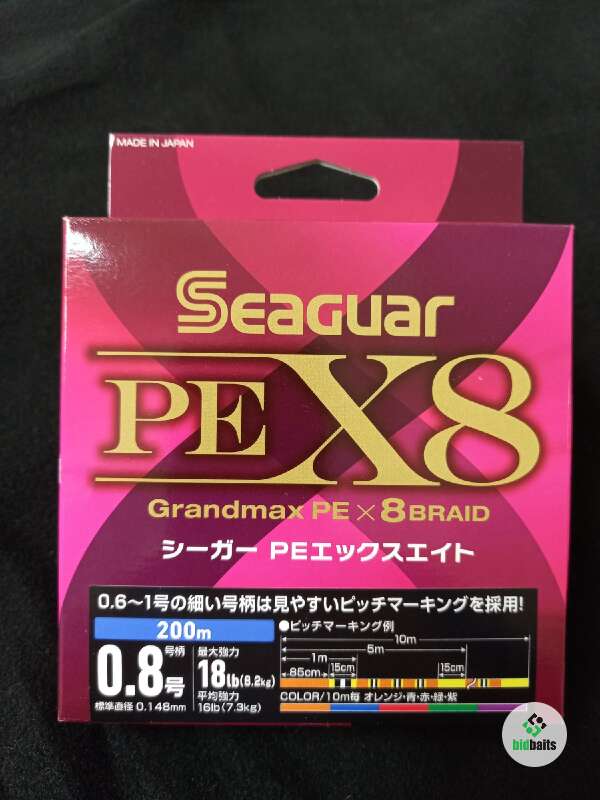 MADE IN JAPAN
Seaguar
PE X8
Grandmax PE×8BRAID
シーガー PEエックスエイト
0.6～1号の細い号柄は見やすいピッチマーキングを採用!
200m
号柄
0.8号
標準直径 0.148mm
最大強力
18lb(8.2kg)
平均強力
16lb(7.3kg)
●ピッチマーキング例
10m
5m
1m
85cm
15cm
15cm
COLOR/10m毎 オレンジ・青・赤・緑・紫
bidbaits